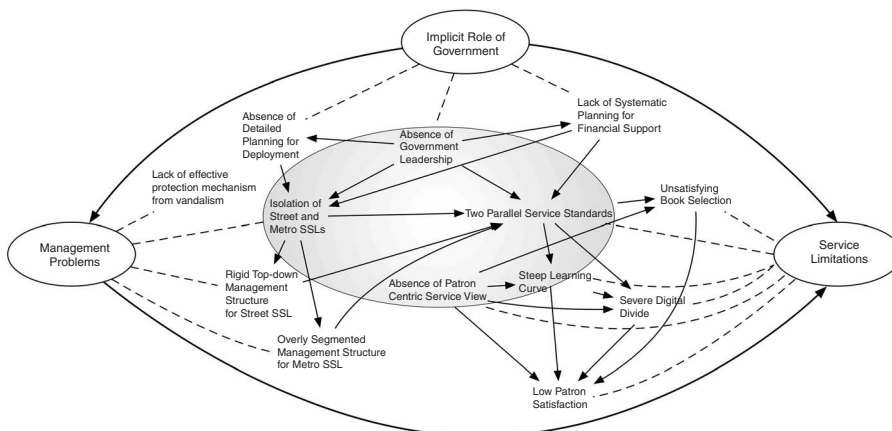 Implicit Role of
Government
Absence of
Detailed
Planning for
Deployment
Absence of
Government
Leadership
Lack of Systematic
Planning for
Financial Support
Lack of effective
protection mechanism
from vandalism
Isolation of
Street and
Metro SSLs
Two Parallel Service Standards
Unsatisfying
Book Selection
Management
Problems
Service
Limitations
Rigid Top-down
Management
Structure
for Street SSL
Absence of Patron
Centric Service View
Steep Learning
Curve
Severe Digital
Divide
Overly Segmented
Management Structure
for Metro SSL
Low Patron
Satisfaction